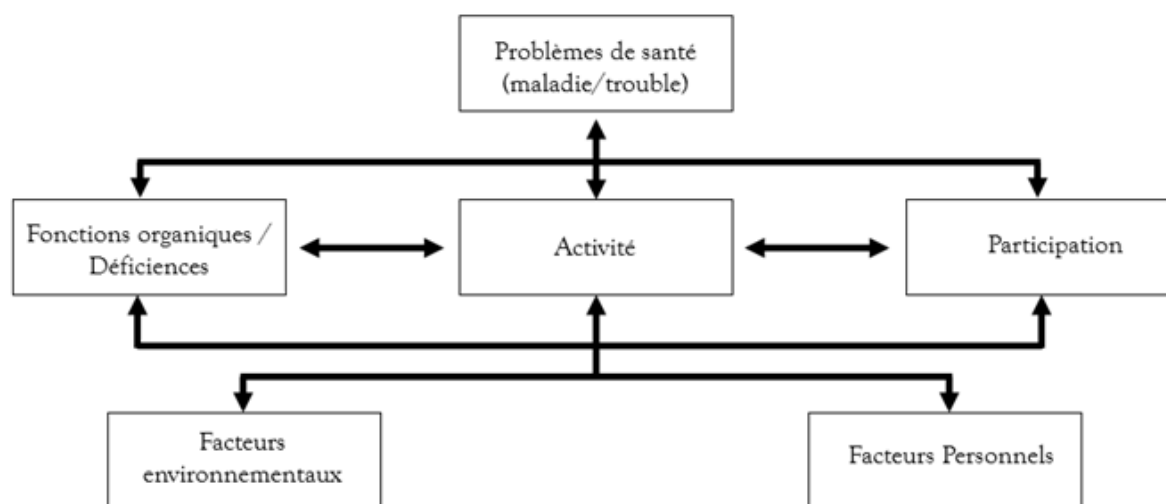 Problèmes de santé
(maladie/trouble)
Fonctions organiques /
Déficiences
Activité
Participation
Facteurs
environnementaux
Facteurs Personnels